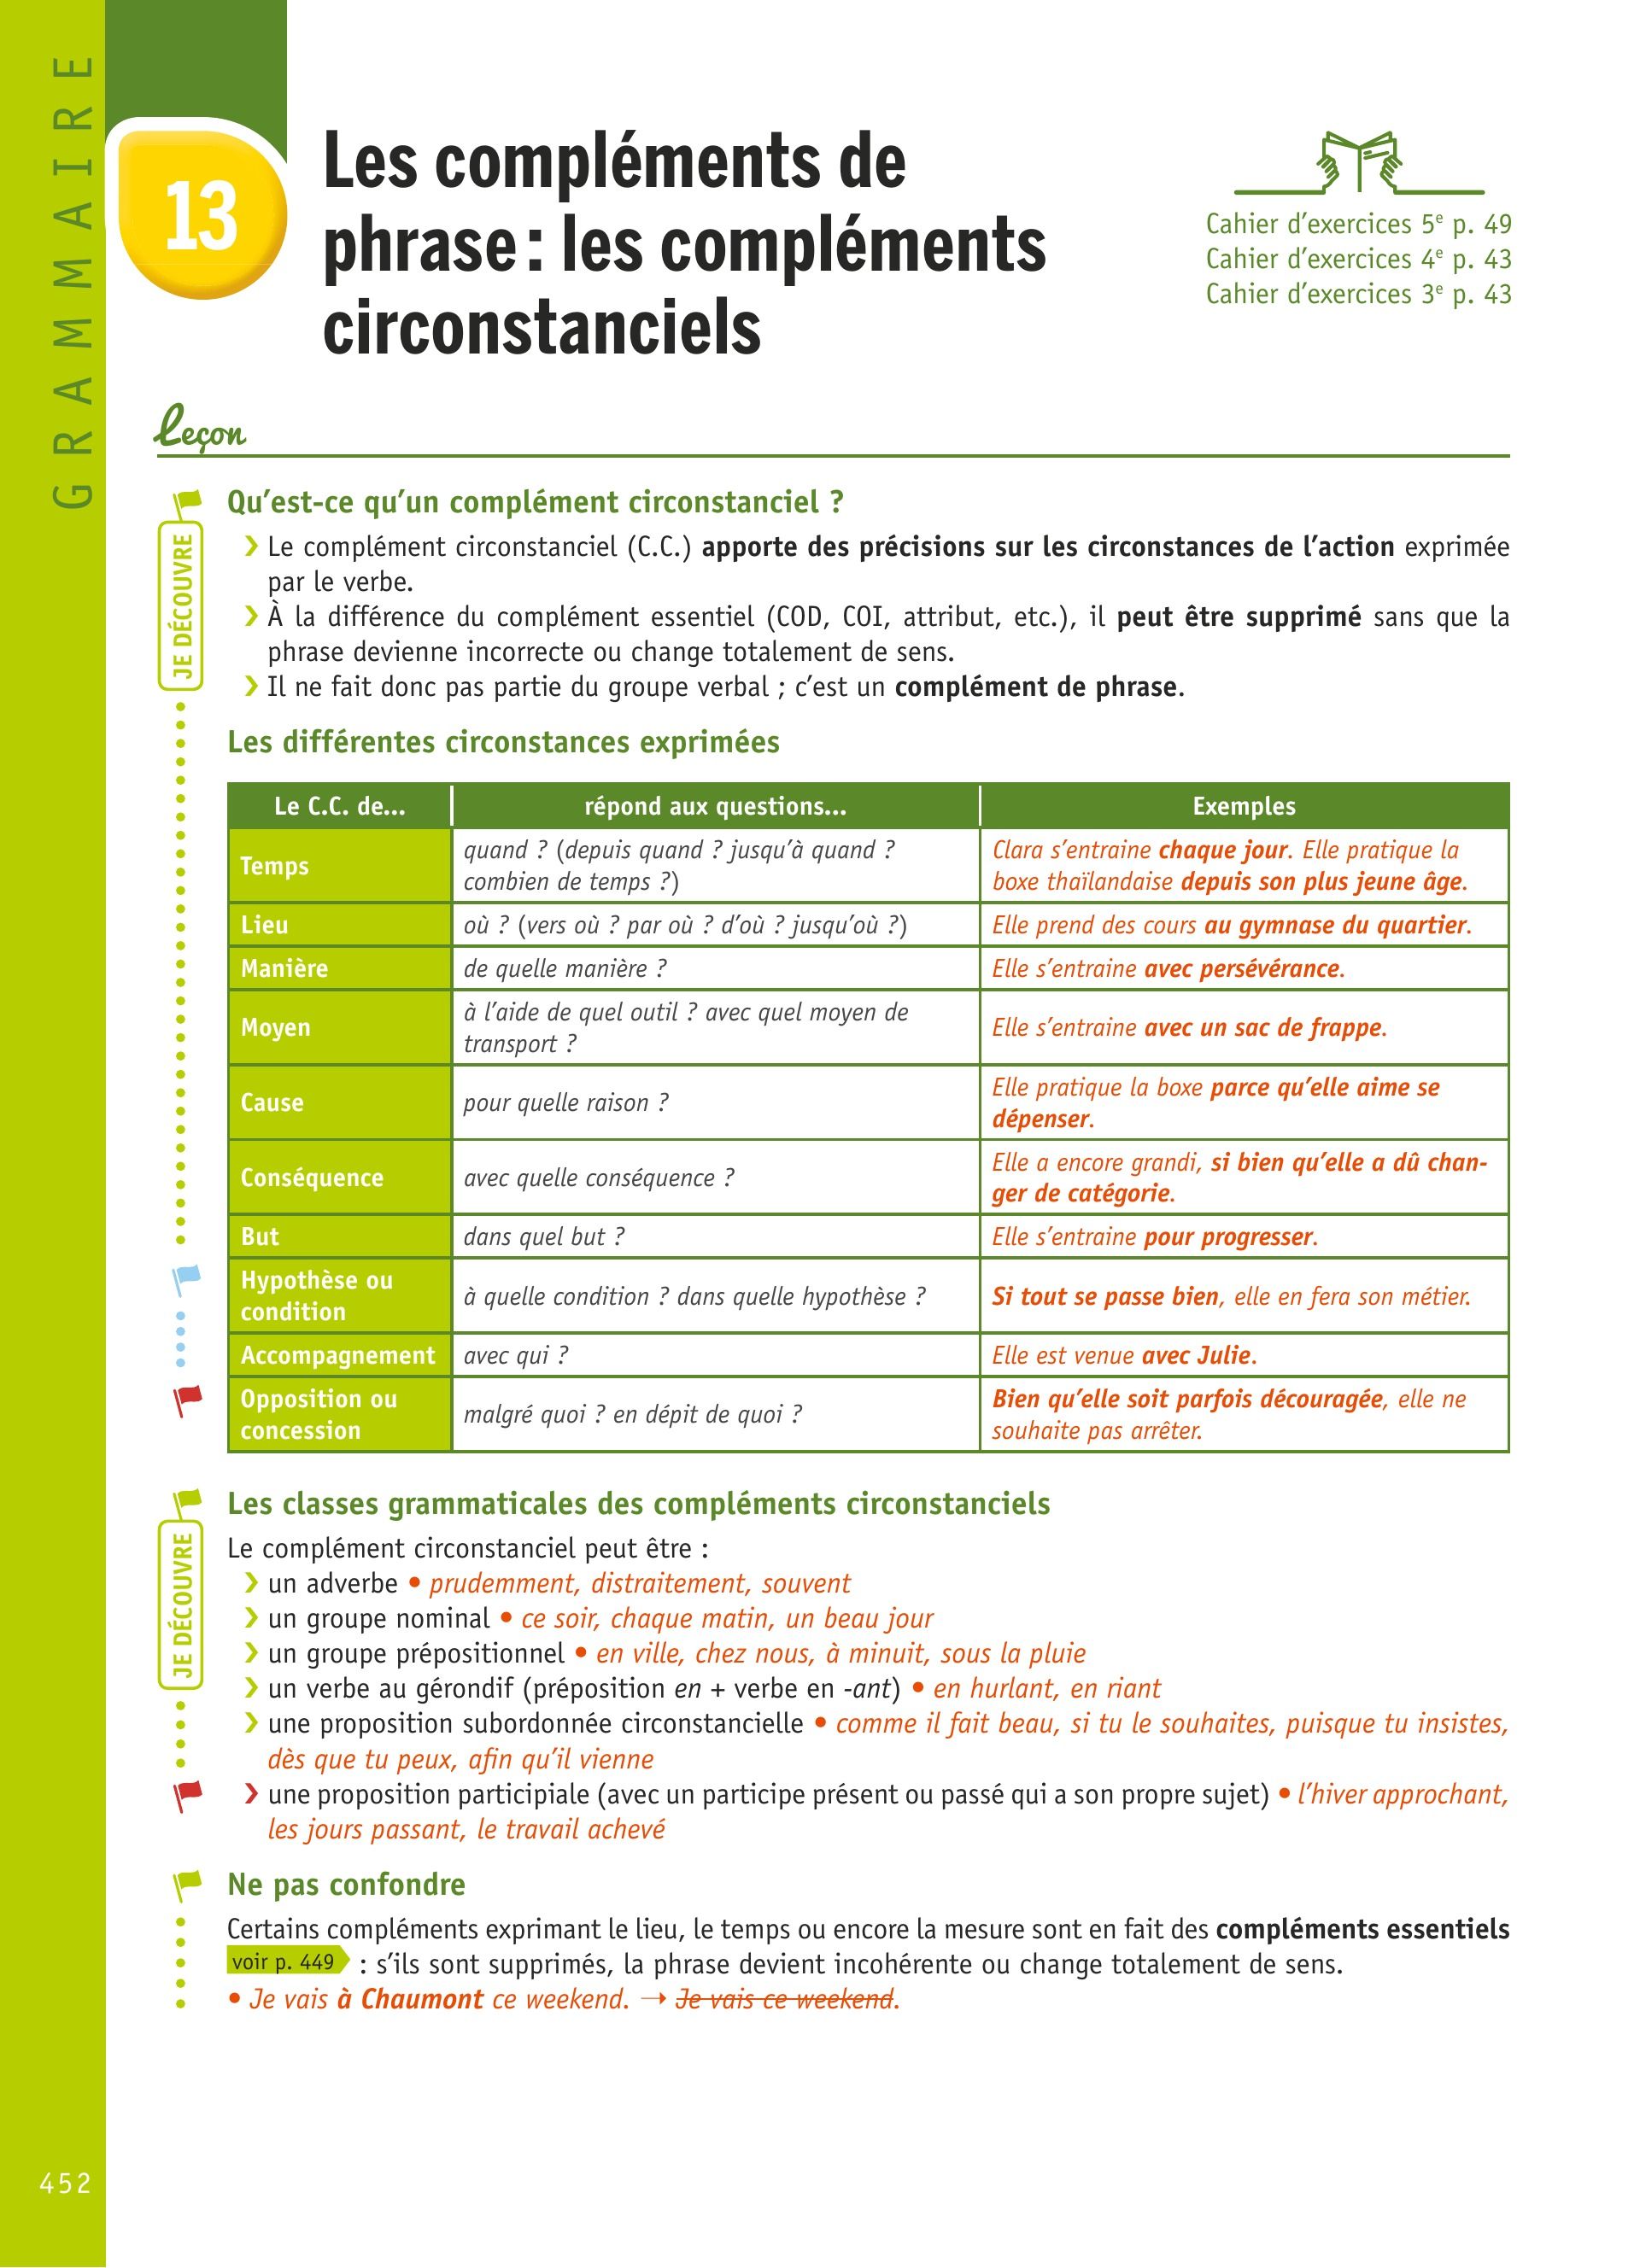 GRAMMAIRE
13
Les compléments de
phrase : les compléments
circonstanciels
Cahier d'exercices 5e p. 49
Cahier d'exercices 4e p. 43
Cahier d'exercices 3e p. 43
Leçon
JE DÉCOUVRE
Qu'est-ce qu'un complément circonstanciel ?
› Le complément circonstanciel (C.C.) apporte des précisions sur les circonstances de l'action exprimée
par le verbe.
› À la différence du complément essentiel (COD, COI, attribut, etc.), il peut être supprimé sans que la
phrase devienne incorrecte ou change totalement de sens.
› Il ne fait donc pas partie du groupe verbal ; c'est un complément de phrase.
Les différentes circonstances exprimées
Le C.C. de... répond aux questions... Exemples
Temps
quand ? (depuis quand ? jusqu'à quand ?
combien de temps ?)
Clara s'entraine chaque jour. Elle pratique la
boxe thaïlandaise depuis son plus jeune âge.
Lieu
où ? (vers où ? par où ? d'où ? jusqu'où ?)
Elle prend des cours au gymnase du quartier.
Manière
de quelle manière ?
Elle s'entraine avec persévérance.
Moyen
à l'aide de quel outil ? avec quel moyen de
transport ?
Elle s'entraine avec un sac de frappe.
Cause
pour quelle raison ?
Elle pratique la boxe parce qu'elle aime se
dépenser.
Conséquence
avec quelle conséquence ?
Elle a encore grandi, si bien qu'elle a dû chan-
ger de catégorie.
But
dans quel but ?
Elle s'entraine pour progresser.
Hypothèse ou
condition
à quelle condition ? dans quelle hypothèse ?
Si tout se passe bien, elle en fera son métier.
Accompagnement
avec qui ?
Elle est venue avec Julie.
Opposition ou
concession
malgré quoi ? en dépit de quoi ?
Bien qu'elle soit parfois découragée, elle ne
souhaite pas arrêter.
JE DÉCOUVRE
Les classes grammaticales des compléments circonstanciels
Le complément circonstanciel peut être :
› un adverbe • prudemment, distraitement, souvent
› un groupe nominal • ce soir, chaque matin, un beau jour
› un groupe prépositionnel • en ville, chez nous, à minuit, sous la pluie
› un verbe au gérondif (préposition en + verbe en -ant) • en hurlant, en riant
› une proposition subordonnée circonstancielle • comme il fait beau, si tu le souhaites, puisque tu insistes,
dès que tu peux, afin qu'il vienne
› une proposition participiale (avec un participe présent ou passé qui a son propre sujet) • l'hiver approchant,
les jours passant, le travail achevé
Ne pas confondre
Certains compléments exprimant le lieu, le temps ou encore la mesure sont en fait des compléments essentiels
voir p. 449 : s'ils sont supprimés, la phrase devient incohérente ou change totalement de sens.
• Je vais à Chaumont ce weekend. → Je vais ce weekend.
452